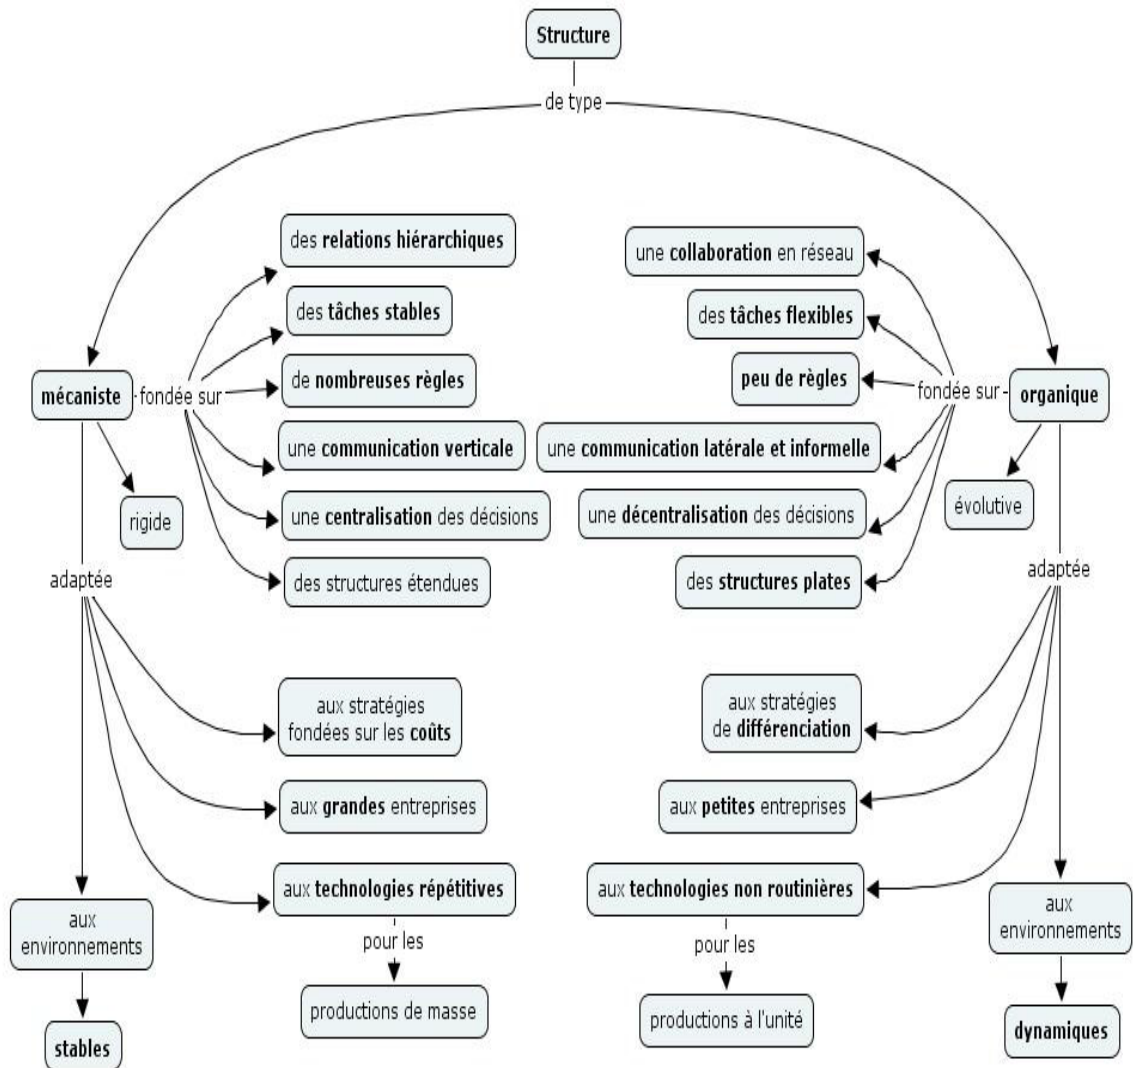 Structure
de type
des relations hiérarchiques
une collaboration en réseau
des tâches stables
des tâches flexibles
de nombreuses règles
peu de règles
mécaniste
fondée sur
fondée sur
organique
une communication verticale
une communication latérale et informelle
rigide
une centralisation des décisions
une décentralisation des décisions
évolutive
adaptée
des structures étendues
des structures plates
adaptée
aux stratégies
fondées sur les coûts
aux stratégies
de différenciation
aux grandes entreprises
aux petites entreprises
aux technologies répétitives
aux technologies non routinières
aux
environnements
pour les
pour les
aux
environnements
productions de masse
productions à l'unité
stables
dynamiques